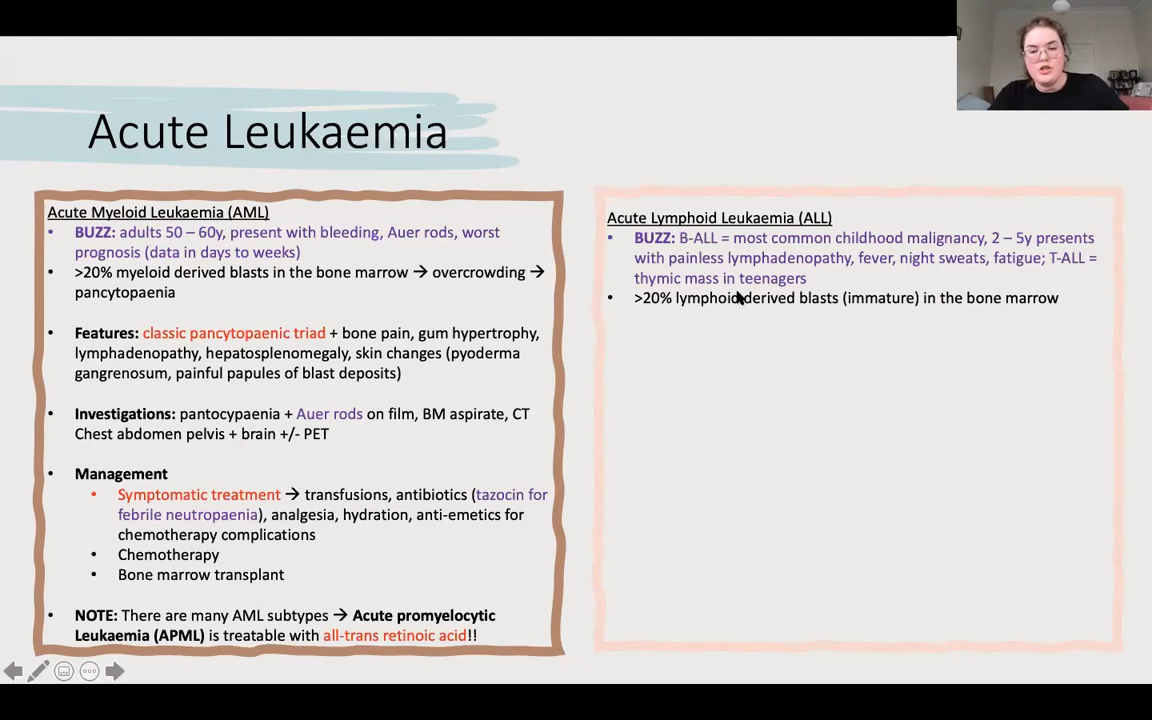 Acute Leukaemia
Acute Myeloid Leukaemia (AML)
• BUZZ: adults 50 – 60y, present with bleeding, Auer rods, worst
prognosis (data in days to weeks)
• >20% myeloid derived blasts in the bone marrow → overcrowding →
pancytopaenia
• Features: classic pancytopaenic triad + bone pain, gum hypertrophy,
lymphadenopathy, hepatosplenomegaly, skin changes (pyoderma
gangrenosum, painful papules of blast deposits)
• Investigations: pantocypaenia + Auer rods on film, BM aspirate, CT
Chest abdomen pelvis + brain +/- PET
• Management
• Symptomatic treatment → transfusions, antibiotics (tazocin for
febrile neutropaenia), analgesia, hydration, anti-emetics for
chemotherapy complications
• Chemotherapy
• Bone marrow transplant
• NOTE: There are many AML subtypes → Acute promyelocytic
Leukaemia (APML) is treatable with all-trans retinoic acid!!
Acute Lymphoid Leukaemia (ALL)
• BUZZ: B-ALL = most common childhood malignancy, 2 – 5y presents
with painless lymphadenopathy, fever, night sweats, fatigue; T-ALL =
thymic mass in teenagers
• >20% lymphoid derived blasts (immature) in the bone marrow